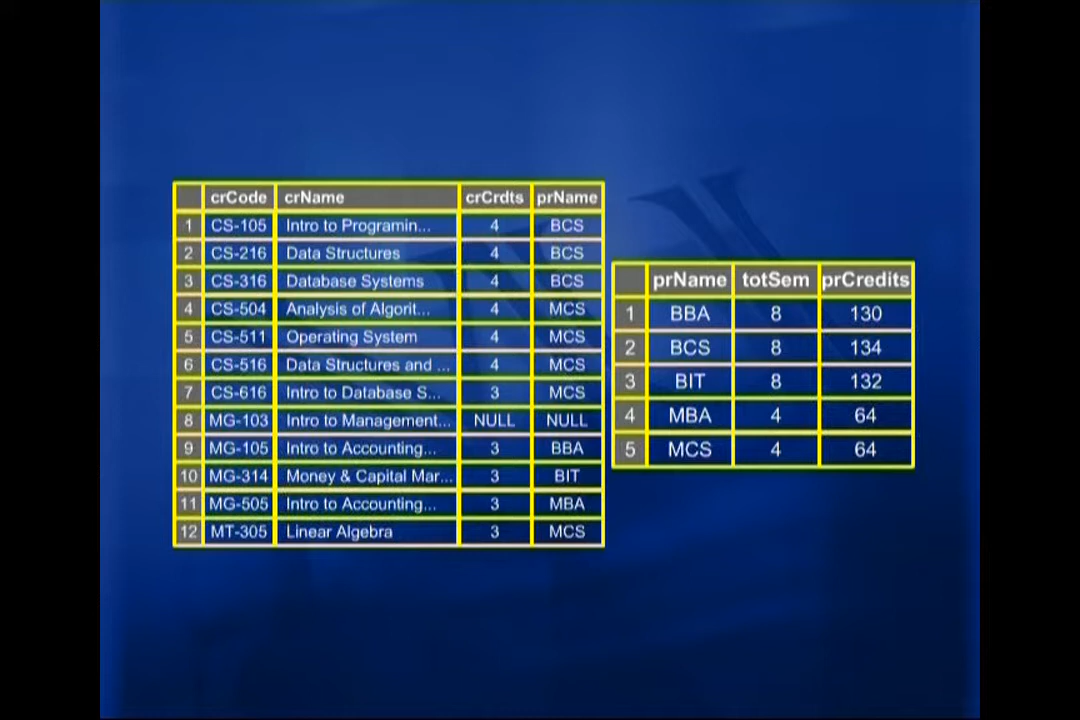 crCode crName crCrdts prName
1 CS-105 Intro to Programin... 4 BCS
2 CS-216 Data Structures 4 BCS
3 CS-316 Database Systems 4 BCS
4 CS-504 Analysis of Algorit... 4 MCS
5 CS-511 Operating System 4 MCS
6 CS-516 Data Structures and ... 4 MCS
7 CS-616 Intro to Database S... 3 MCS
8 MG-103 Intro to Management... NULL NULL
9 MG-105 Intro to Accounting... 3 BBA
10 MG-314 Money & Capital Mar... 3 BIT
11 MG-505 Intro to Accounting... 3 MBA
12 MT-305 Linear Algebra 3 MCS
prName totSem prCredits
1 BBA 8 130
2 BCS 8 134
3 BIT 8 132
4 MBA 4 64
5 MCS 4 64